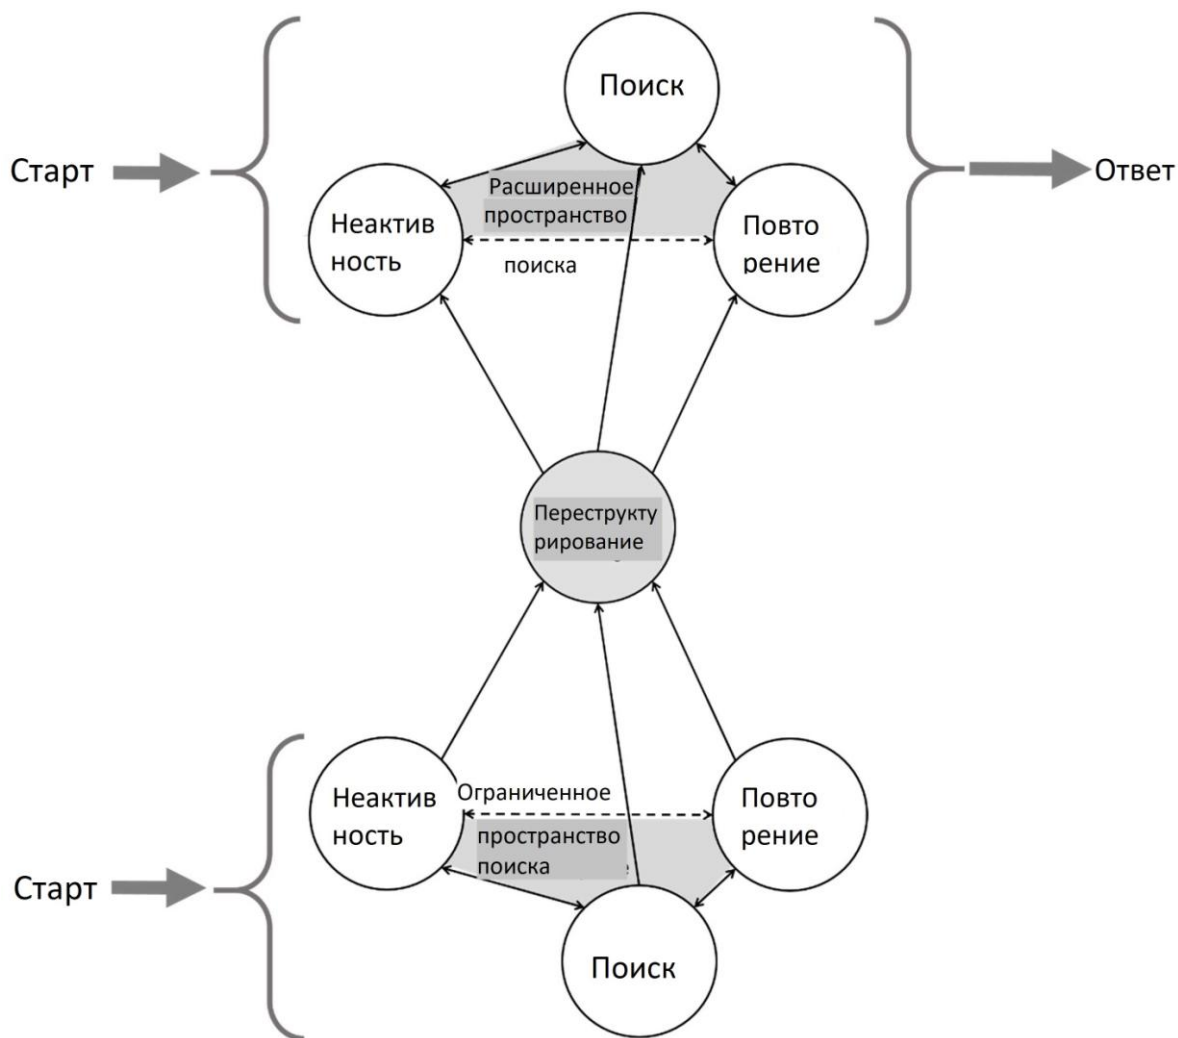 Поиск
Старт
Ответ
Расширенное
пространство
поиска
Неактив
ность
Повто
рение
Переструкту
рирование
Неактив
ность
Ограниченное
пространство
поиска
Повто
рение
Старт
Поиск